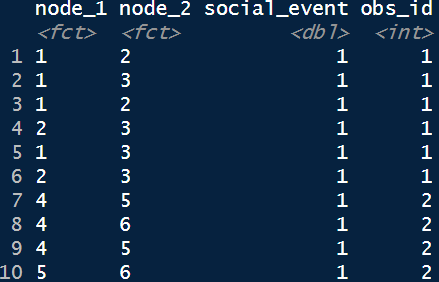 node_1 node_2 social_event obs_id
<fct> <fct> <dbl> <int>
1 1 2 1 1
2 1 3 1 1
3 1 2 1 1
4 2 3 1 1
5 1 3 1 1
6 2 3 1 1
7 4 5 1 2
8 4 6 1 2
9 4 5 1 2
10 5 6 1 2